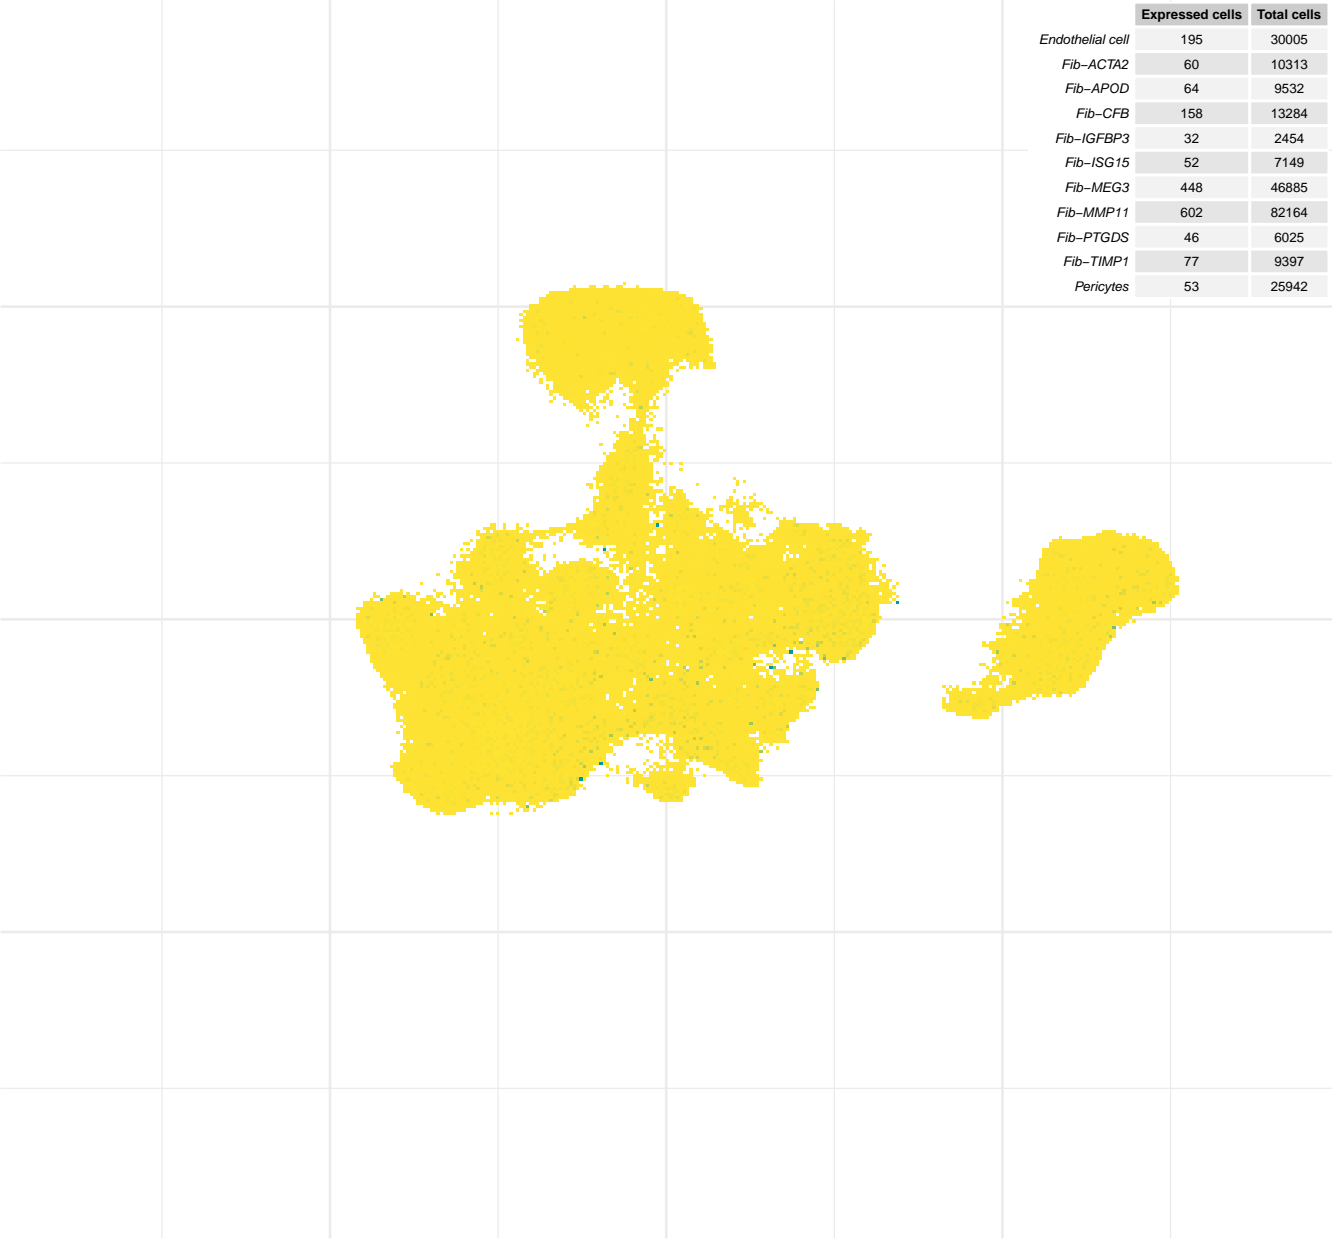 Expressed cells Total cells
Endothelial cell 195 30005
Fib−ACTA2 60 10313
Fib−APOD 64 9532
Fib−CFB 158 13284
Fib−IGFBP3 32 2454
Fib−ISG15 52 7149
Fib−MEG3 448 46885
Fib−MMP11 602 82164
Fib−PTGDS 46 6025
Fib−TIMP1 77 9397
Pericytes 53 25942